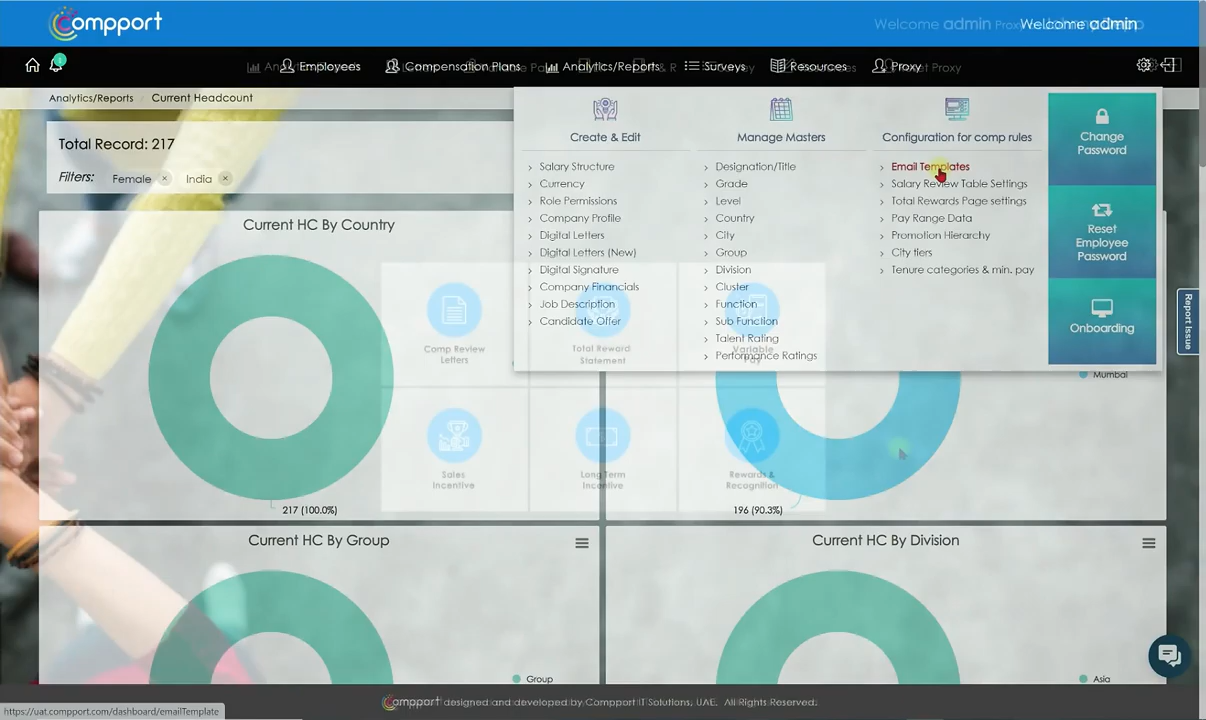 Compport
Welcome admin Proxy
Welcome admin
1
Employees
Compensation Plans
Analytics/Reports
Surveys
Resources
Proxy
Analytics/Reports / Current Headcount
Total Record: 217
Filters: Female × India ×
Create & Edit
Salary Structure
Currency
Role Permissions
Company Profile
Digital Letters
Digital Letters (New)
Digital Signature
Company Financials
Job Description
Candidate Offer
Manage Masters
Designation/Title
Grade
Level
Country
City
Group
Division
Cluster
Function
Sub Function
Talent Rating
Performance Ratings
Configuration for comp rules
Email Templates
Salary Review Table Settings
Total Rewards Page settings
Pay Range Data
Promotion Hierarchy
City tiers
Tenure categories & min. pay
Change
Password
Reset
Employee
Password
Onboarding
Report Issue
Current HC By Country
217 (100.0%)
Comp Review
Letters
Total Reward
Statement
Variable
Pay
Sales
Incentive
Long Term
Incentive
Rewards &
Recognition
Mumbai
196 (90.3%)
Current HC By Group
Group
Current HC By Division
Asia
Compport designed and developed by Compport IT Solutions, UAE. All Rights Reserved.
https://uat.compport.com/dashboard/emailTemplate